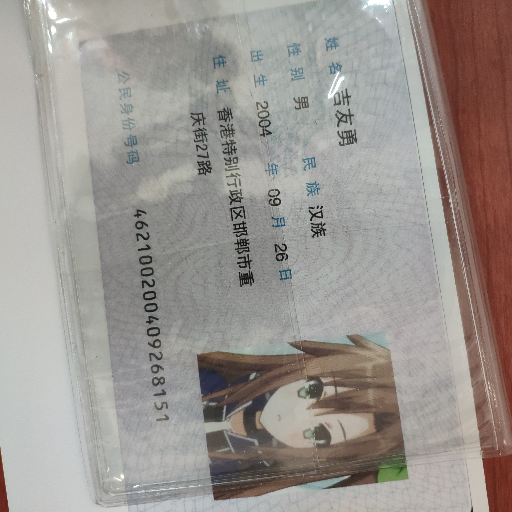 姓名 吉友勇
性别 男 民族 汉族
出生 2004 年 09 月 26 日
住址 香港特别行政区邯郸市重
庆街27路
公民身份号码 462100200409268151